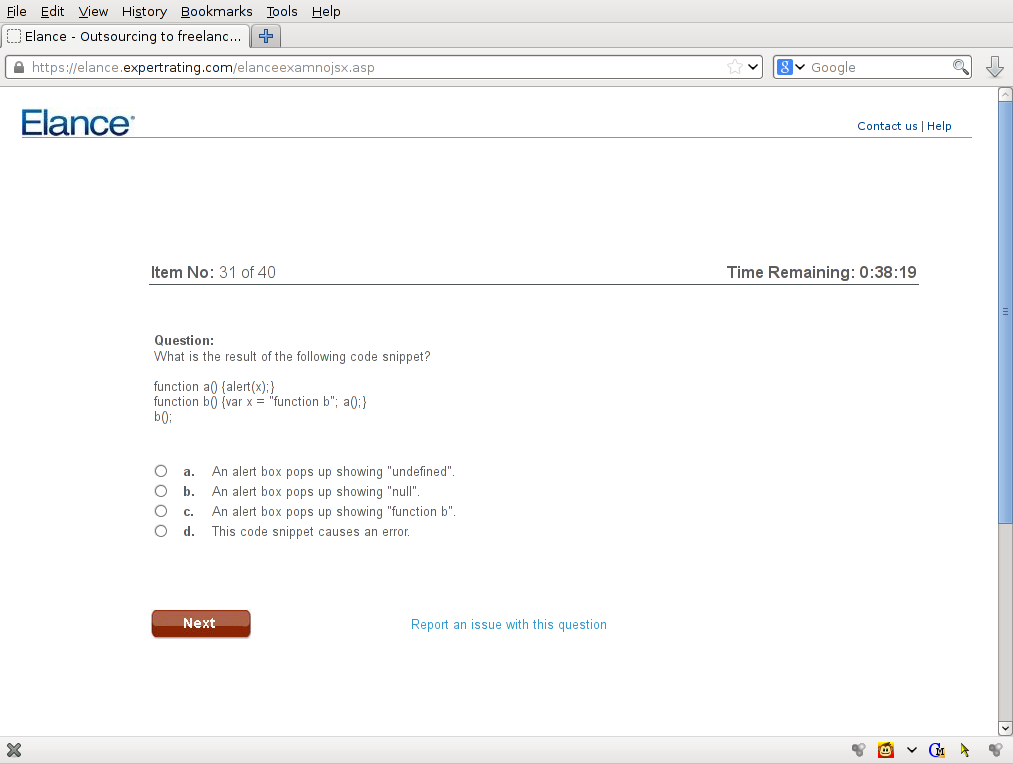 File Edit View History Bookmarks Tools Help
Elance - Outsourcing to freelanc...
https://elance.expertrating.com/elanceexamnojsx.asp
8 Google
Elance
Contact us | Help
Item No: 31 of 40
Time Remaining: 0:38:19
Question:
What is the result of the following code snippet?
function a() {alert(x);}
function b() {var x = "function b"; a();}
b();
a. An alert box pops up showing "undefined".
b. An alert box pops up showing "null".
c. An alert box pops up showing "function b".
d. This code snippet causes an error.
Next
Report an issue with this question
GM